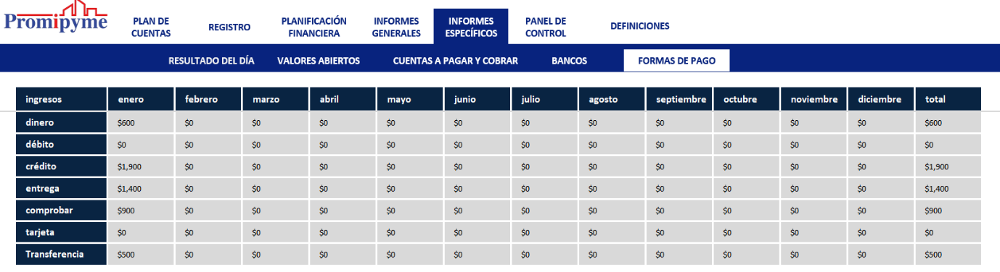 Promipyme
PLAN DE CUENTAS REGISTRO PLANIFICACIÓN FINANCIERA INFORMES GENERALES INFORMES ESPECÍFICOS PANEL DE CONTROL DEFINICIONES
RESULTADO DEL DÍA VALORES ABIERTOS CUENTAS A PAGAR Y COBRAR BANCOS FORMAS DE PAGO
ingresos enero febrero marzo abril mayo junio julio agosto septiembre octubre noviembre diciembre total
dinero $600 $0 $0 $0 $0 $0 $0 $0 $0 $0 $0 $0 $600
débito $0 $0 $0 $0 $0 $0 $0 $0 $0 $0 $0 $0 $0
crédito $1,900 $0 $0 $0 $0 $0 $0 $0 $0 $0 $0 $0 $1,900
entrega $1,400 $0 $0 $0 $0 $0 $0 $0 $0 $0 $0 $0 $1,400
comprobar $900 $0 $0 $0 $0 $0 $0 $0 $0 $0 $0 $0 $900
tarjeta $0 $0 $0 $0 $0 $0 $0 $0 $0 $0 $0 $0 $0
Transferencia $500 $0 $0 $0 $0 $0 $0 $0 $0 $0 $0 $0 $500